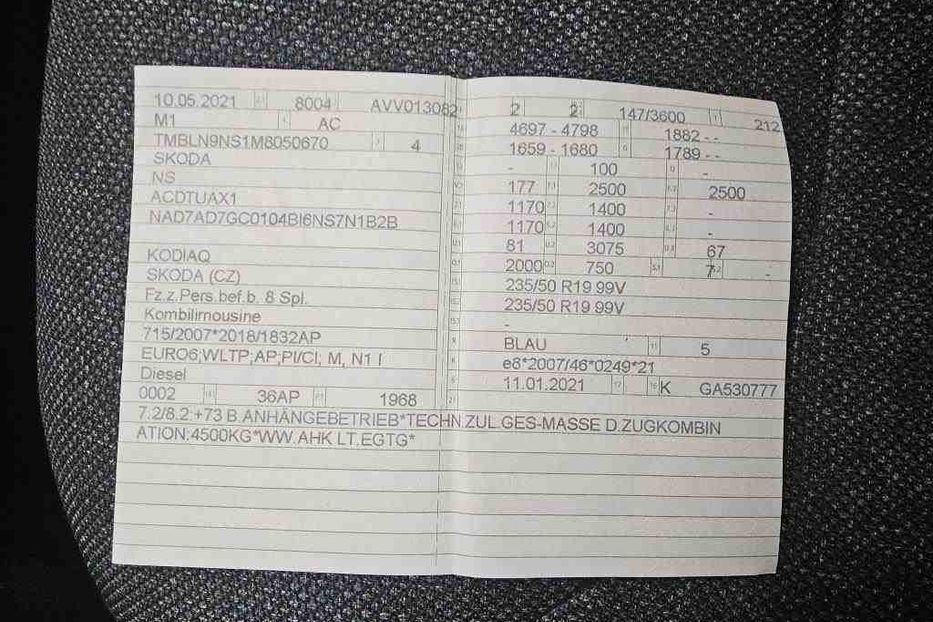 10.05.2021 8004 AVV013082
M1 AC
TMBLN9NS1M8050670 4
SKODA
NS
ACDTUAX1
NAD7AD7GC0104BI6NS7N1B2B
KODIAQ
SKODA (CZ)
Fz.z.Pers.bef.b. 8 Spl.
Kombilimousine
715/2007*2018/1832AP
EURO6;WLTP;AP;PI/CI; M, N1 I
Diesel
0002 36AP 1968
2 2 147/3600 212
4697 - 4798 1882 - -
1659 - 1680 1789 - -
- 100 -
177 2500 2500
1170 1400 -
1170 1400 -
81 3075 67
2000 750 7 -
235/50 R19 99V
235/50 R19 99V
-
BLAU 5
e8*2007/46*0249*21
11.01.2021 K GA530777
7.2/8.2:+73 B.ANHÄNGEBETRIEB*TECHN.ZUL.GES-MASSE D.ZUGKOMBIN
ATION:4500KG*WW.AHK LT.EGTG*